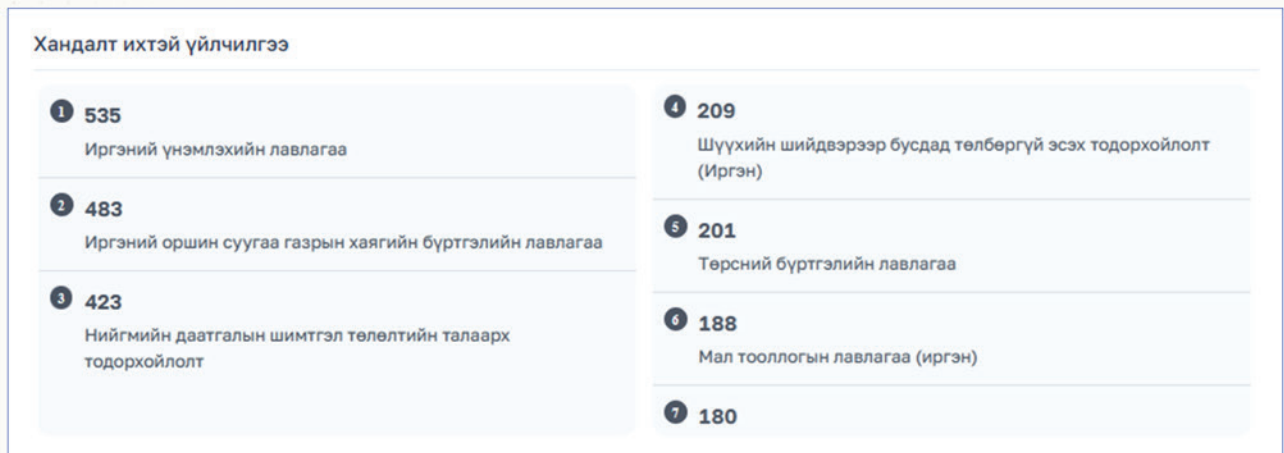 Хандалт ихтэй үйлчилгээ
1 535
Иргэний үнэмлэхийн лавлагаа
2 483
Иргэний оршин суугаа газрын хаягийн бүртгэлийн лавлагаа
3 423
Нийгмийн даатгалын шимтгэл төлөлтийн талаарх
тодорхойлолт
4 209
Шүүхийн шийдвэрээр бусдад төлбөргүй эсэх тодорхойлолт
(Иргэн)
5 201
Төрсний бүртгэлийн лавлагаа
6 188
Мал тооллогын лавлагаа (иргэн)
7 180